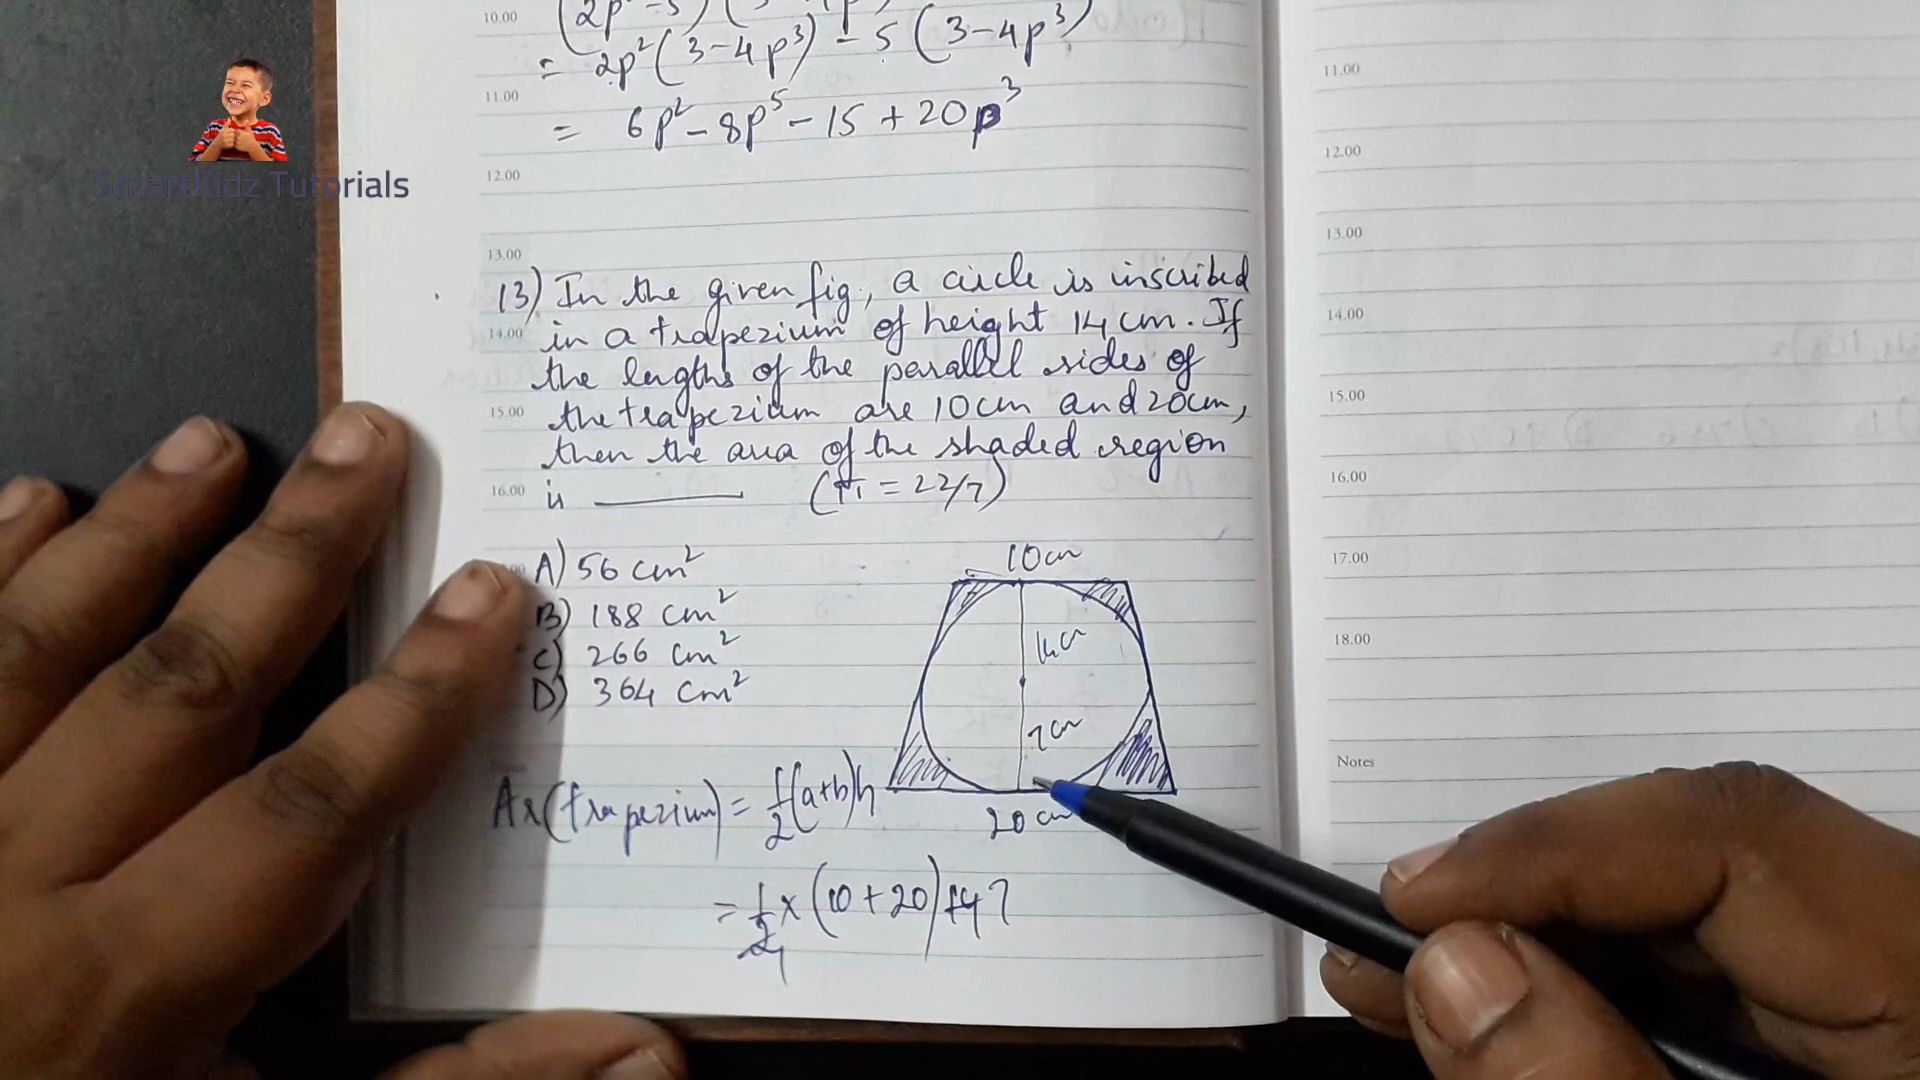 10.00
= 2p²(3-4p³) - 5 (3-4p³)
11.00
= 6p² - 8p⁵ - 15 + 20p³
SmartKidz Tutorials
12.00
13.00
13) In the given fig, a circle is inscribed
14.00 in a trapezium of height 14 cm. If
the lengths of the parallel sides of
15.00 the trapezium are 10cm and 20cm,
then the area of the shaded region
16.00 is ______ (π = 22/7)
A) 56 cm²
B) 188 cm²
C) 266 cm²
D) 364 cm²
10cm
7cm
20 cm
Ar(trapezium) = 1/2(a+b)h
= 1/2 × (10+20) 14 7
11.00
12.00
13.00
14.00
15.00
16.00
17.00
18.00
Notes